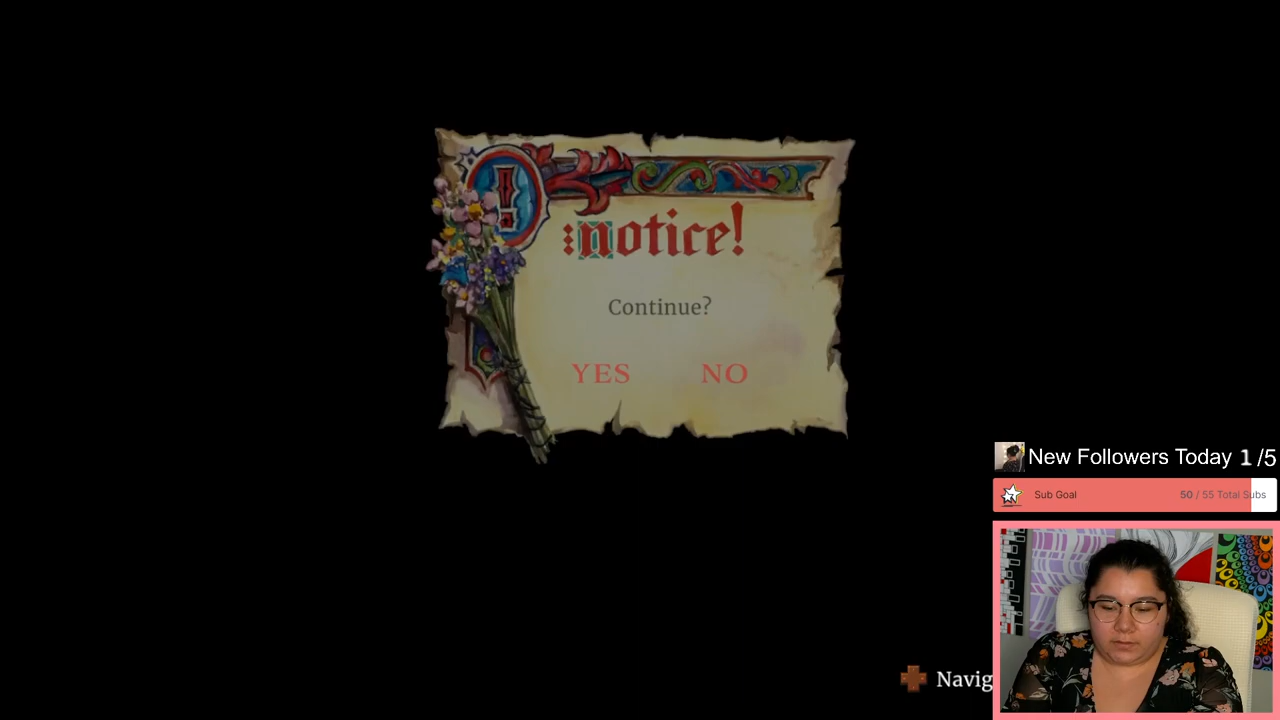 !
:notice!
Continue?
YES NO
New Followers Today 1 /5
Sub Goal 50 / 55 Total Subs
Navig